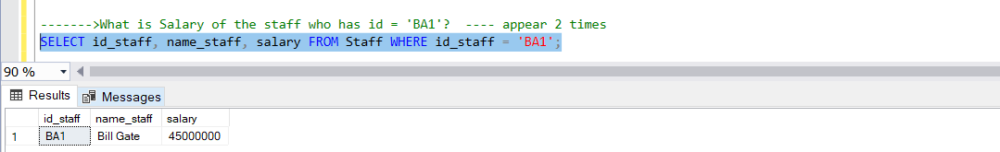 ------->What is Salary of the staff who has id = 'BA1'?  ---- appear 2 times
SELECT id_staff, name_staff, salary FROM Staff WHERE id_staff = 'BA1';
90 %
Results Messages
id_staff name_staff salary
1 BA1 Bill Gate 45000000